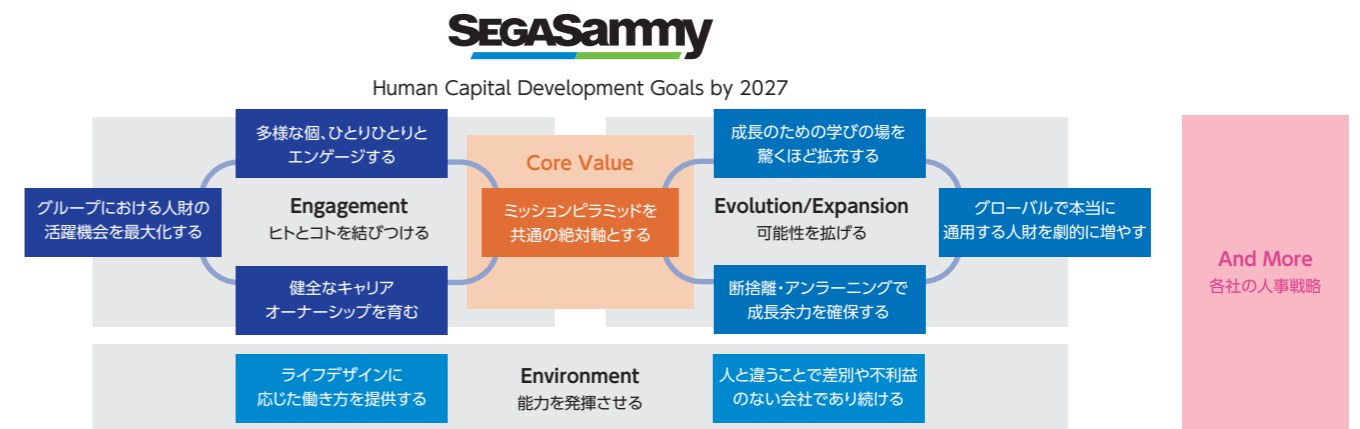 SEGASammy
Human Capital Development Goals by 2027
グループにおける人財の
活躍機会を最大化する
多様な個、ひとりひとりと
エンゲージする
Engagement
ヒトとコトを結びつける
健全なキャリア
オーナーシップを育む
Core Value
ミッションピラミッドを
共通の絶対軸とする
成長のための学びの場を
驚くほど拡充する
Evolution/Expansion
可能性を拡げる
断捨離・アンラーニングで
成長余力を確保する
グローバルで本当に
通用する人財を劇的に増やす
ライフデザインに
応じた働き方を提供する
Environment
能力を発揮させる
人と違うことで差別や不利益
のない会社であり続ける
And More
各社の人事戦略